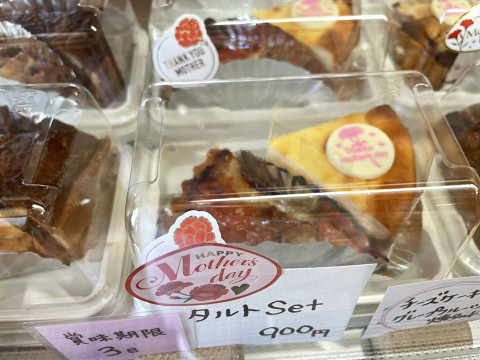 THANK YOU
MOTHER
HAPPY
Mother's
day
タルトSet
900円
賞味期限
3日
チーズケーキ